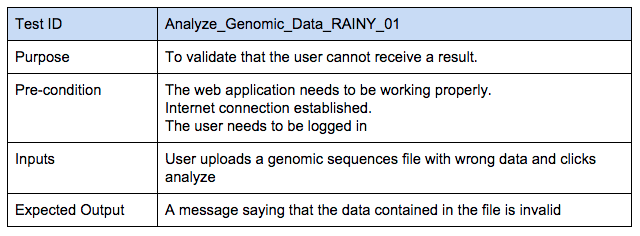 Test ID Analyze_Genomic_Data_RAINY_01
Purpose To validate that the user cannot receive a result.
Pre-condition The web application needs to be working properly.
Internet connection established.
The user needs to be logged in
Inputs User uploads a genomic sequences file with wrong data and clicks
analyze
Expected Output A message saying that the data contained in the file is invalid